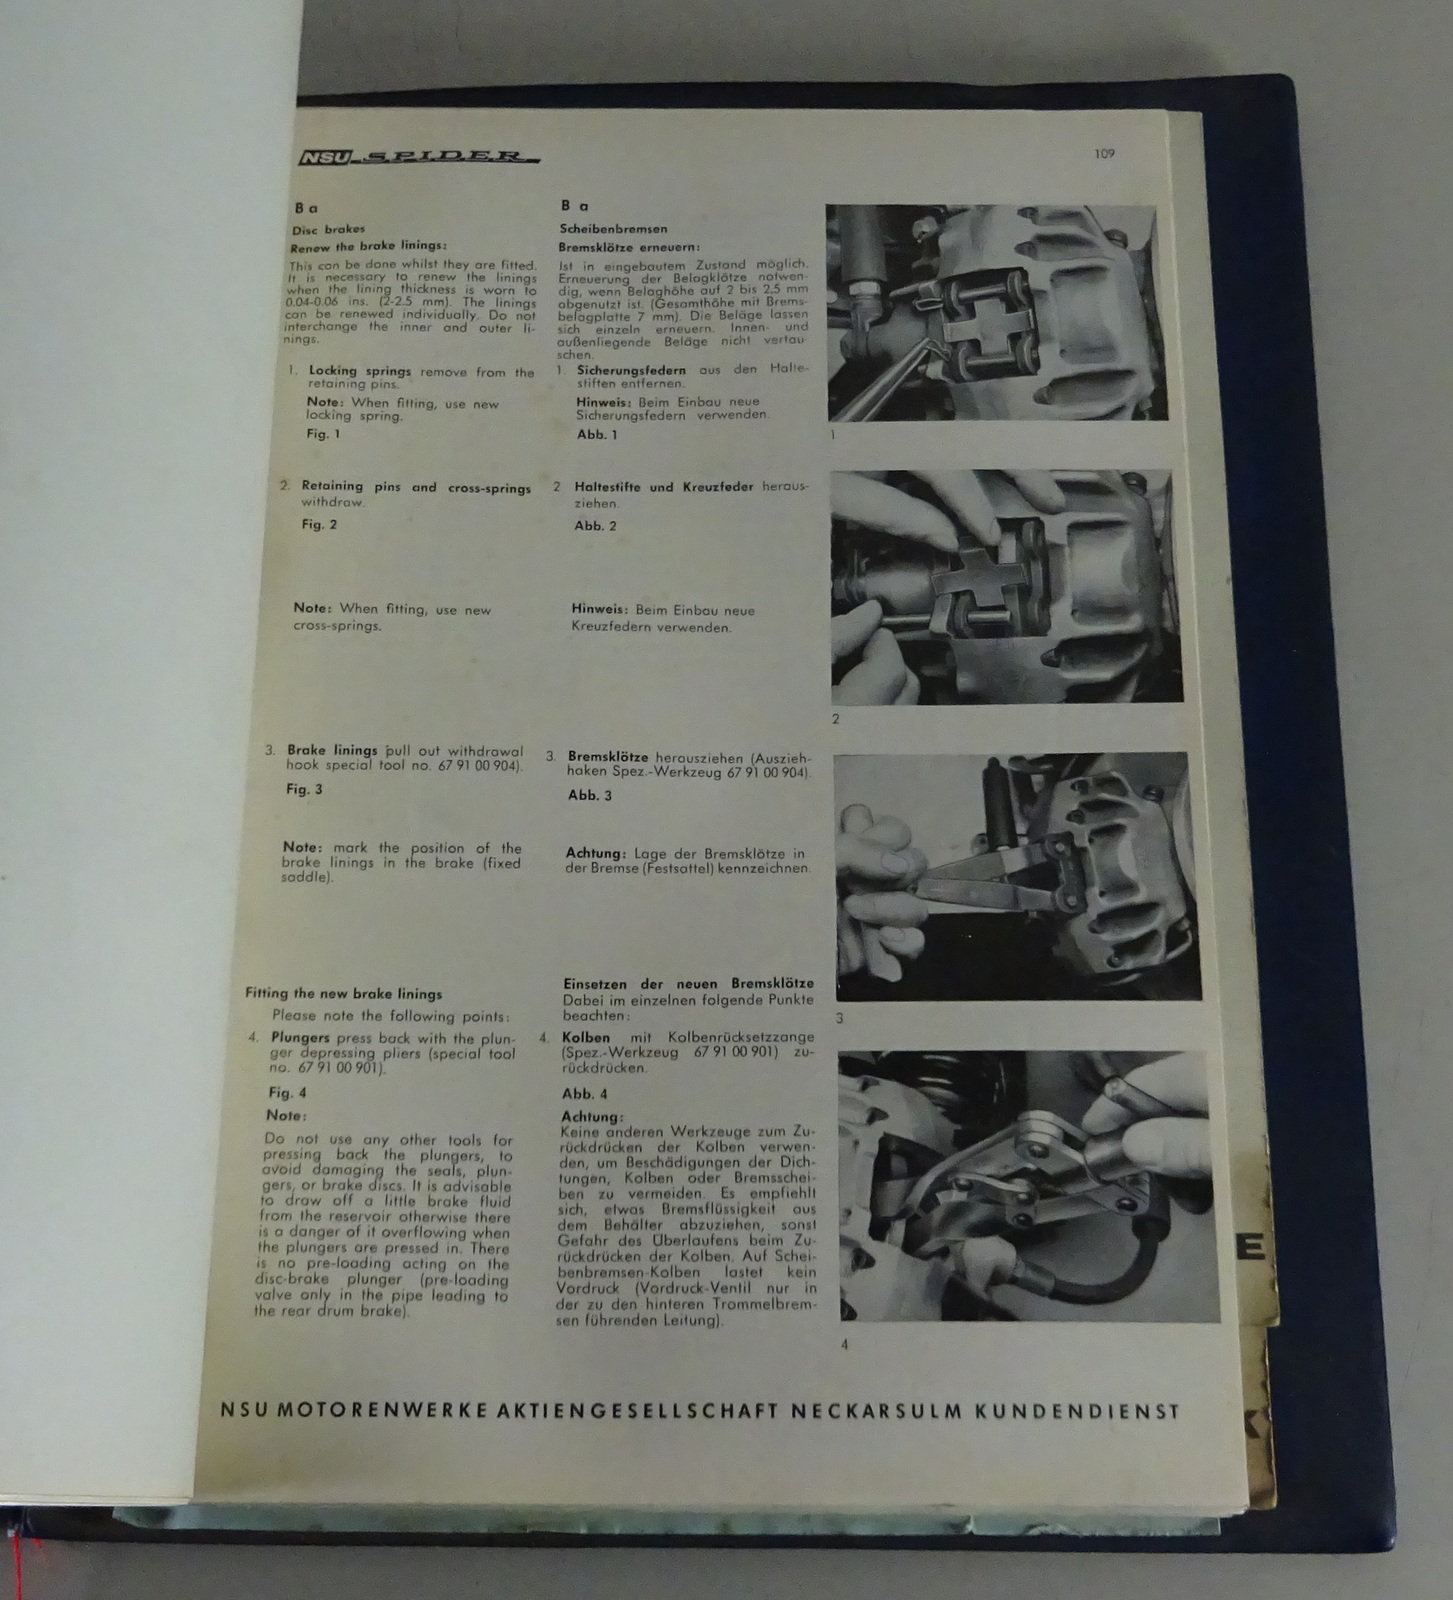 NSU SPIDER
109
B a
Disc brakes
Renew the brake linings:
This can be done whilst they are fitted.
It is necessary to renew the linings
when the lining thickness is worn to
0.04-0.06 ins. (2-2.5 mm). The linings
can be renewed individually. Do not
interchange the inner and outer li-
nings.
1. Locking springs remove from the
retaining pins.
Note: When fitting, use new
locking spring.
Fig. 1
2. Retaining pins and cross-springs
withdraw.
Fig. 2
Note: When fitting, use new
cross-springs.
3. Brake linings pull out withdrawal
hook special tool no. 67 91 00 904).
Fig. 3
Note: mark the position of the
brake linings in the brake (fixed
saddle).
Fitting the new brake linings
Please note the following points:
4. Plungers press back with the plun-
ger depressing pliers (special tool
no. 67 91 00 901).
Fig. 4
Note:
Do not use any other tools for
pressing back the plungers, to
avoid damaging the seals, plun-
gers, or brake discs. It is advisable
to draw off a little brake fluid
from the reservoir otherwise there
is a danger of it overflowing when
the plungers are pressed in. There
is no pre-loading acting on the
disc-brake plunger (pre-loading
valve only in the pipe leading to
the rear drum brake).
B a
Scheibenbremsen
Bremsklötze erneuern:
Ist in eingebautem Zustand möglich.
Erneuerung der Belagklötze notwen-
dig, wenn Belaghöhe auf 2 bis 2,5 mm
abgenutzt ist. (Gesamthöhe mit Brems-
belagplatte 7 mm). Die Beläge lassen
sich einzeln erneuern. Innen- und
außenliegende Beläge nicht vertau
schen.
1. Sicherungsfedern aus den Halte-
stiften entfernen.
Hinweis: Beim Einbau neue
Sicherungsfedern verwenden.
Abb. 1
2 Haltestifte und Kreuzfeder heraus-
ziehen.
Abb. 2
Hinweis: Beim Einbau neue
Kreuzfedern verwenden.
3. Bremsklötze herausziehen (Auszieh-
haken Spez.-Werkzeug 67 91 00 904).
Abb. 3
Achtung: Lage der Bremsklötze in
der Bremse (Festsattel) kennzeichnen.
Einsetzen der neuen Bremsklötze
Dabei im einzelnen folgende Punkte
beachten:
4. Kolben mit Kolbenrücksetzzange
(Spez.-Werkzeug 67 91 00 901) zu-
rückdrücken.
Abb. 4
Achtung:
Keine anderen Werkzeuge zum Zu-
rückdrücken der Kolben verwen-
den, um Beschädigungen der Dich-
tungen, Kolben oder Bremsschei-
ben zu vermeiden. Es empfiehlt
sich, etwas Bremsflüssigkeit aus
dem Behälter abzuziehen, sonst
Gefahr des Überlaufens beim Zu-
rückdrücken der Kolben. Auf Schei-
benbremsen-Kolben lastet kein
Vordruck (Vordruck-Ventil nur in
der zu den hinteren Trommelbrem-
sen führenden Leitung).
1
2
3
4
E
K
NSU MOTORENWERKE AKTIENGESELLSCHAFT NECKARSULM KUNDENDIENST